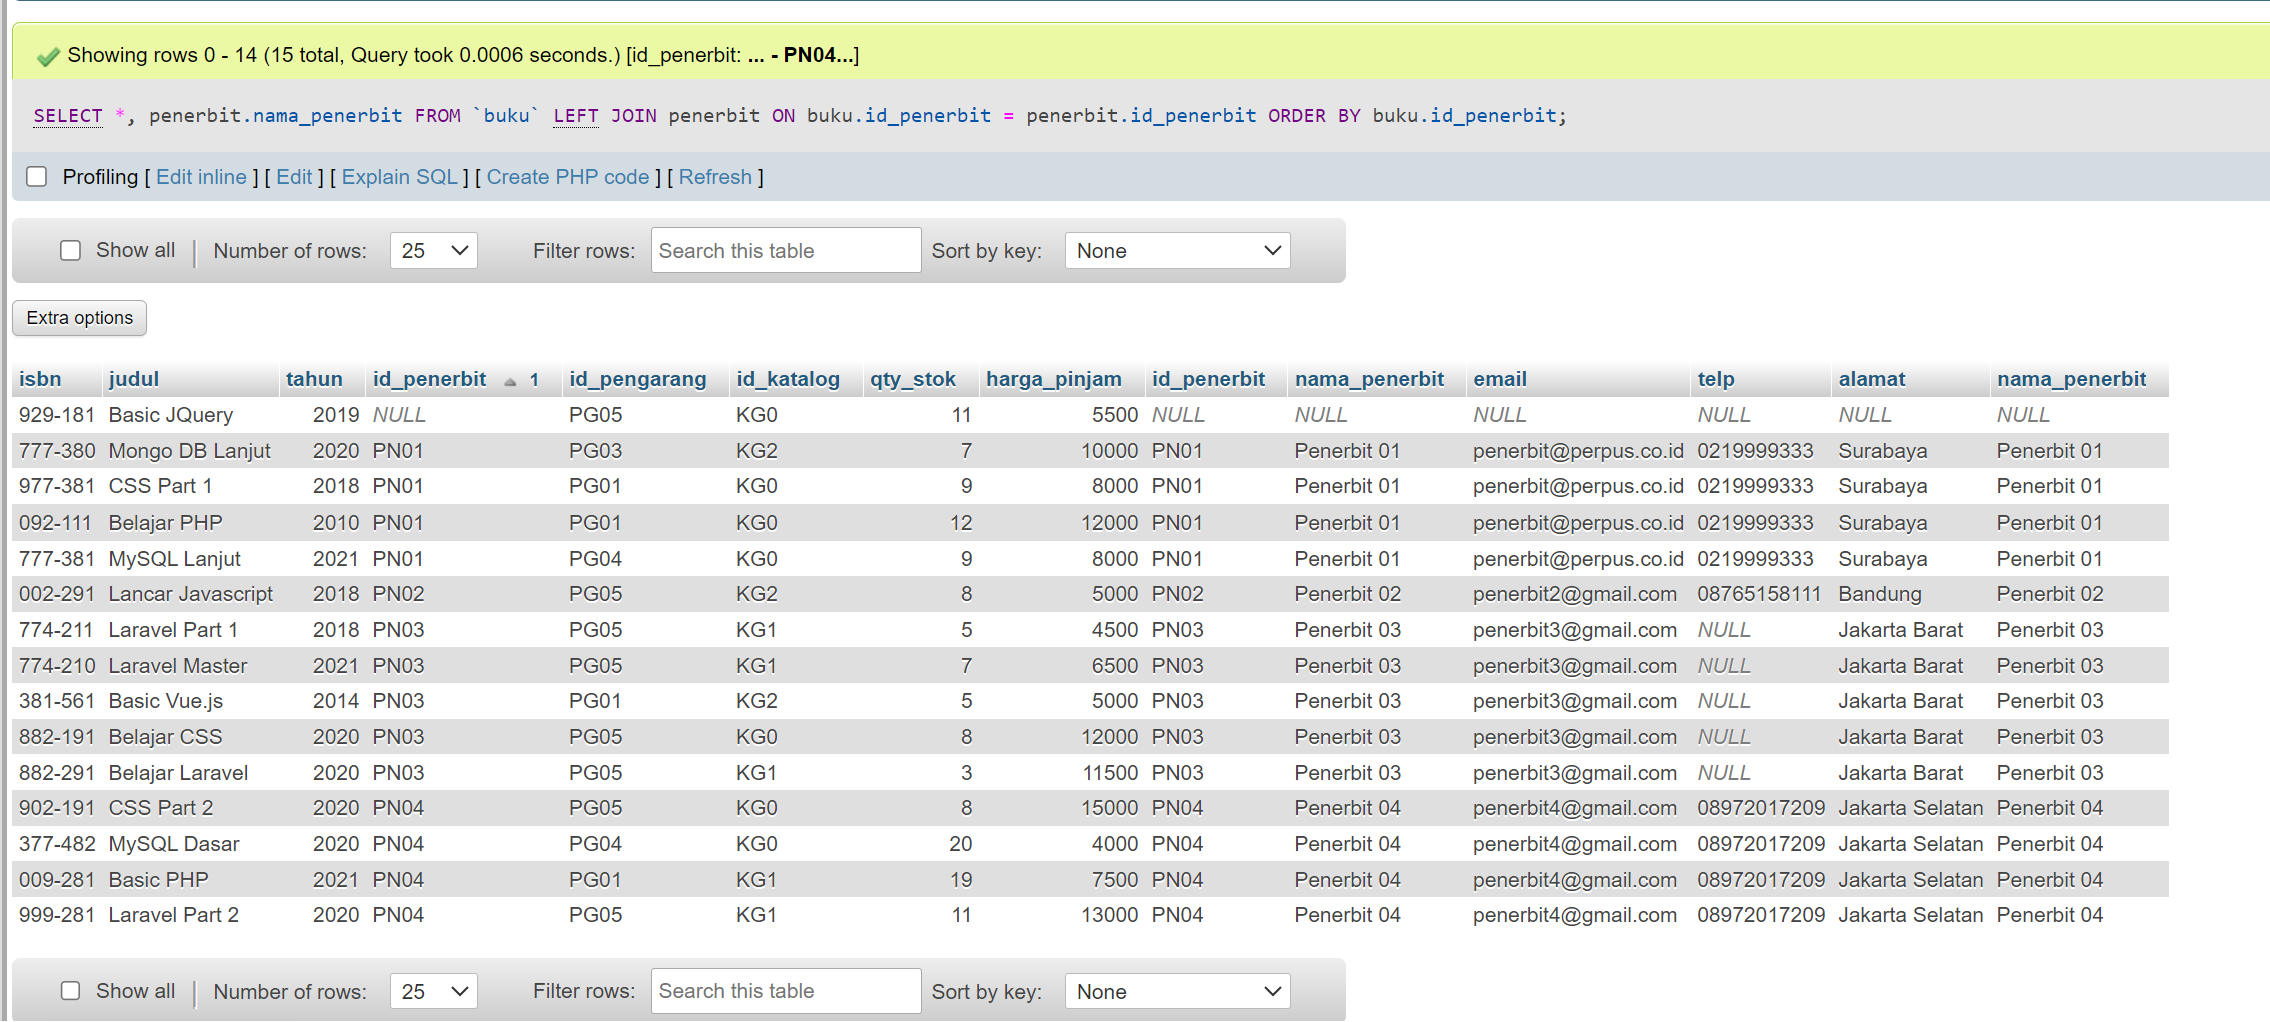 Showing rows 0 - 14 (15 total, Query took 0.0006 seconds.) [id_penerbit: ... - PN04...]
SELECT *, penerbit.nama_penerbit FROM `buku` LEFT JOIN penerbit ON buku.id_penerbit = penerbit.id_penerbit ORDER BY buku.id_penerbit;
Profiling [ Edit inline ] [ Edit ] [ Explain SQL ] [ Create PHP code ] [ Refresh ]
Show all | Number of rows: 25 Filter rows: Search this table Sort by key: None
Extra options
isbn judul tahun id_penerbit 1 id_pengarang id_katalog qty_stok harga_pinjam id_penerbit nama_penerbit email telp alamat nama_penerbit
929-181 Basic JQuery 2019 NULL PG05 KG0 11 5500 NULL NULL NULL NULL NULL NULL
777-380 Mongo DB Lanjut 2020 PN01 PG03 KG2 7 10000 PN01 Penerbit 01 penerbit@perpus.co.id 0219999333 Surabaya Penerbit 01
977-381 CSS Part 1 2018 PN01 PG01 KG0 9 8000 PN01 Penerbit 01 penerbit@perpus.co.id 0219999333 Surabaya Penerbit 01
092-111 Belajar PHP 2010 PN01 PG01 KG0 12 12000 PN01 Penerbit 01 penerbit@perpus.co.id 0219999333 Surabaya Penerbit 01
777-381 MySQL Lanjut 2021 PN01 PG04 KG0 9 8000 PN01 Penerbit 01 penerbit@perpus.co.id 0219999333 Surabaya Penerbit 01
002-291 Lancar Javascript 2018 PN02 PG05 KG2 8 5000 PN02 Penerbit 02 penerbit2@gmail.com 08765158111 Bandung Penerbit 02
774-211 Laravel Part 1 2018 PN03 PG05 KG1 5 4500 PN03 Penerbit 03 penerbit3@gmail.com NULL Jakarta Barat Penerbit 03
774-210 Laravel Master 2021 PN03 PG05 KG1 7 6500 PN03 Penerbit 03 penerbit3@gmail.com NULL Jakarta Barat Penerbit 03
381-561 Basic Vue.js 2014 PN03 PG01 KG2 5 5000 PN03 Penerbit 03 penerbit3@gmail.com NULL Jakarta Barat Penerbit 03
882-191 Belajar CSS 2020 PN03 PG05 KG0 8 12000 PN03 Penerbit 03 penerbit3@gmail.com NULL Jakarta Barat Penerbit 03
882-291 Belajar Laravel 2020 PN03 PG05 KG1 3 11500 PN03 Penerbit 03 penerbit3@gmail.com NULL Jakarta Barat Penerbit 03
902-191 CSS Part 2 2020 PN04 PG05 KG0 8 15000 PN04 Penerbit 04 penerbit4@gmail.com 08972017209 Jakarta Selatan Penerbit 04
377-482 MySQL Dasar 2020 PN04 PG04 KG0 20 4000 PN04 Penerbit 04 penerbit4@gmail.com 08972017209 Jakarta Selatan Penerbit 04
009-281 Basic PHP 2021 PN04 PG01 KG1 19 7500 PN04 Penerbit 04 penerbit4@gmail.com 08972017209 Jakarta Selatan Penerbit 04
999-281 Laravel Part 2 2020 PN04 PG05 KG1 11 13000 PN04 Penerbit 04 penerbit4@gmail.com 08972017209 Jakarta Selatan Penerbit 04
Show all | Number of rows: 25 Filter rows: Search this table Sort by key: None